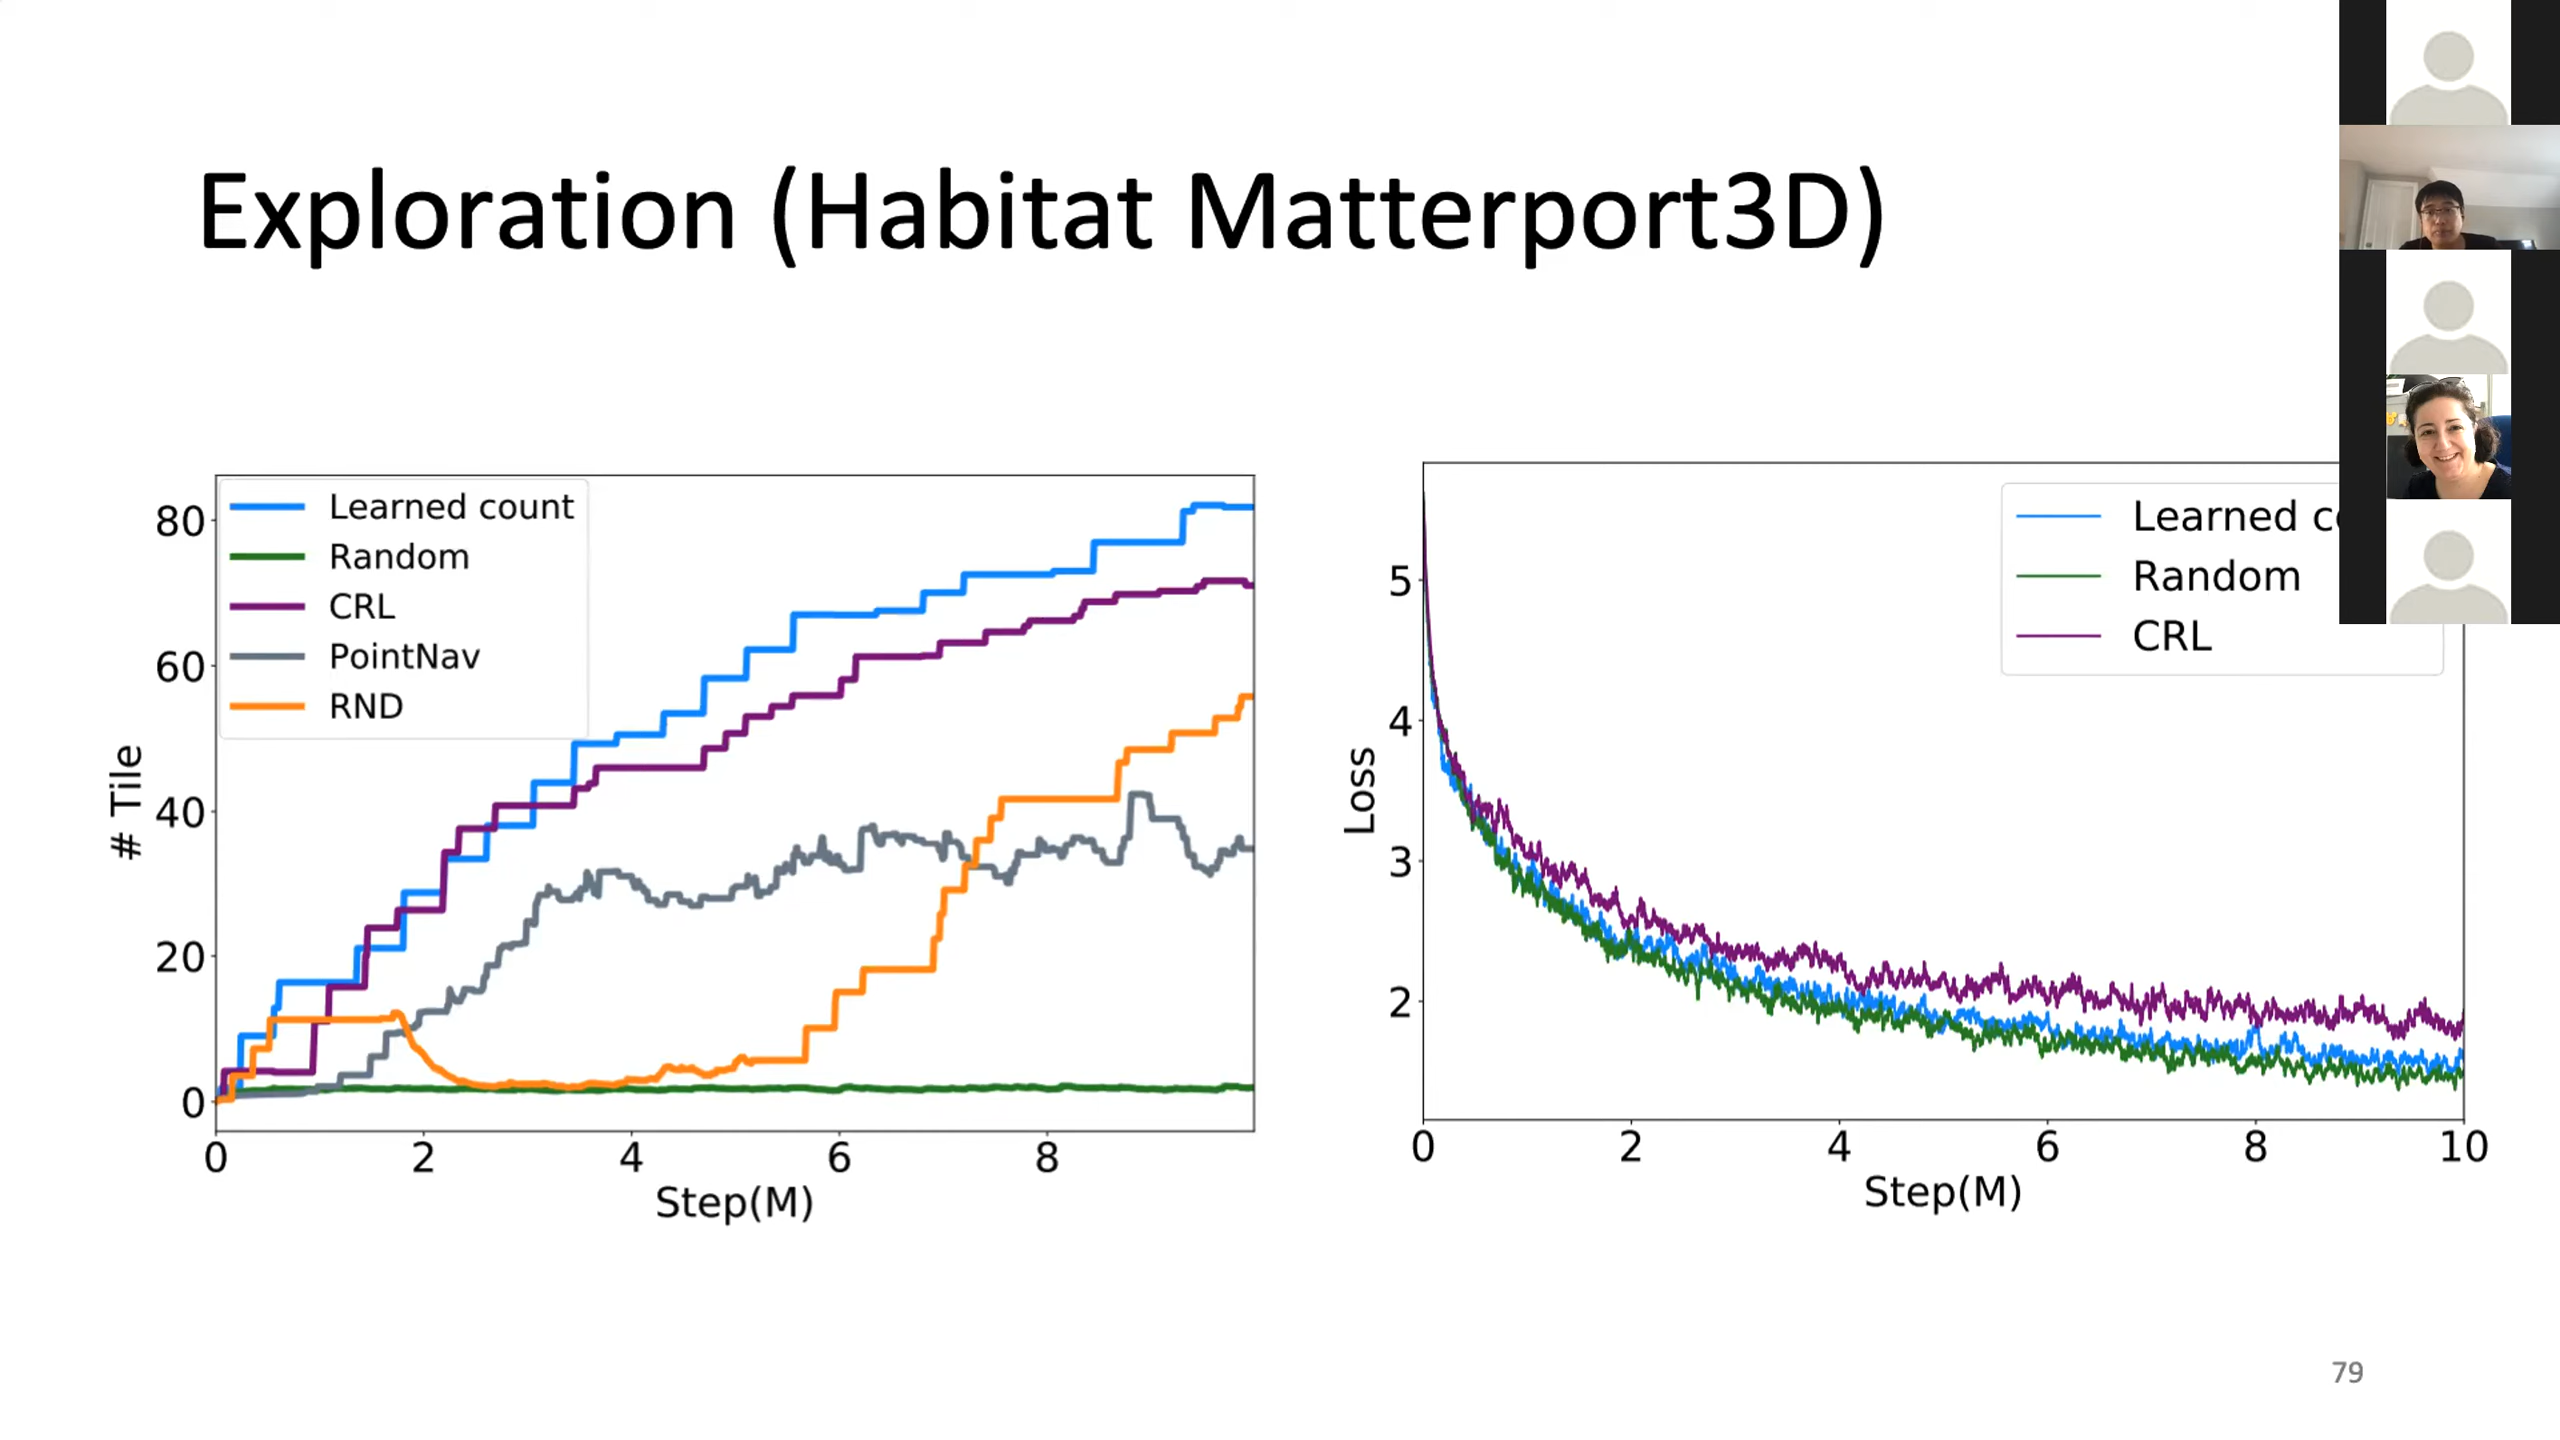 Exploration (Habitat Matterport3D)
Learned count
Random
CRL
PointNav
RND
80
60
40
20
0
# Tile
0 2 4 6 8
Step(M)
Learned
Random
CRL
5
4
3
2
Loss
0 2 4 6 8 10
Step(M)
79